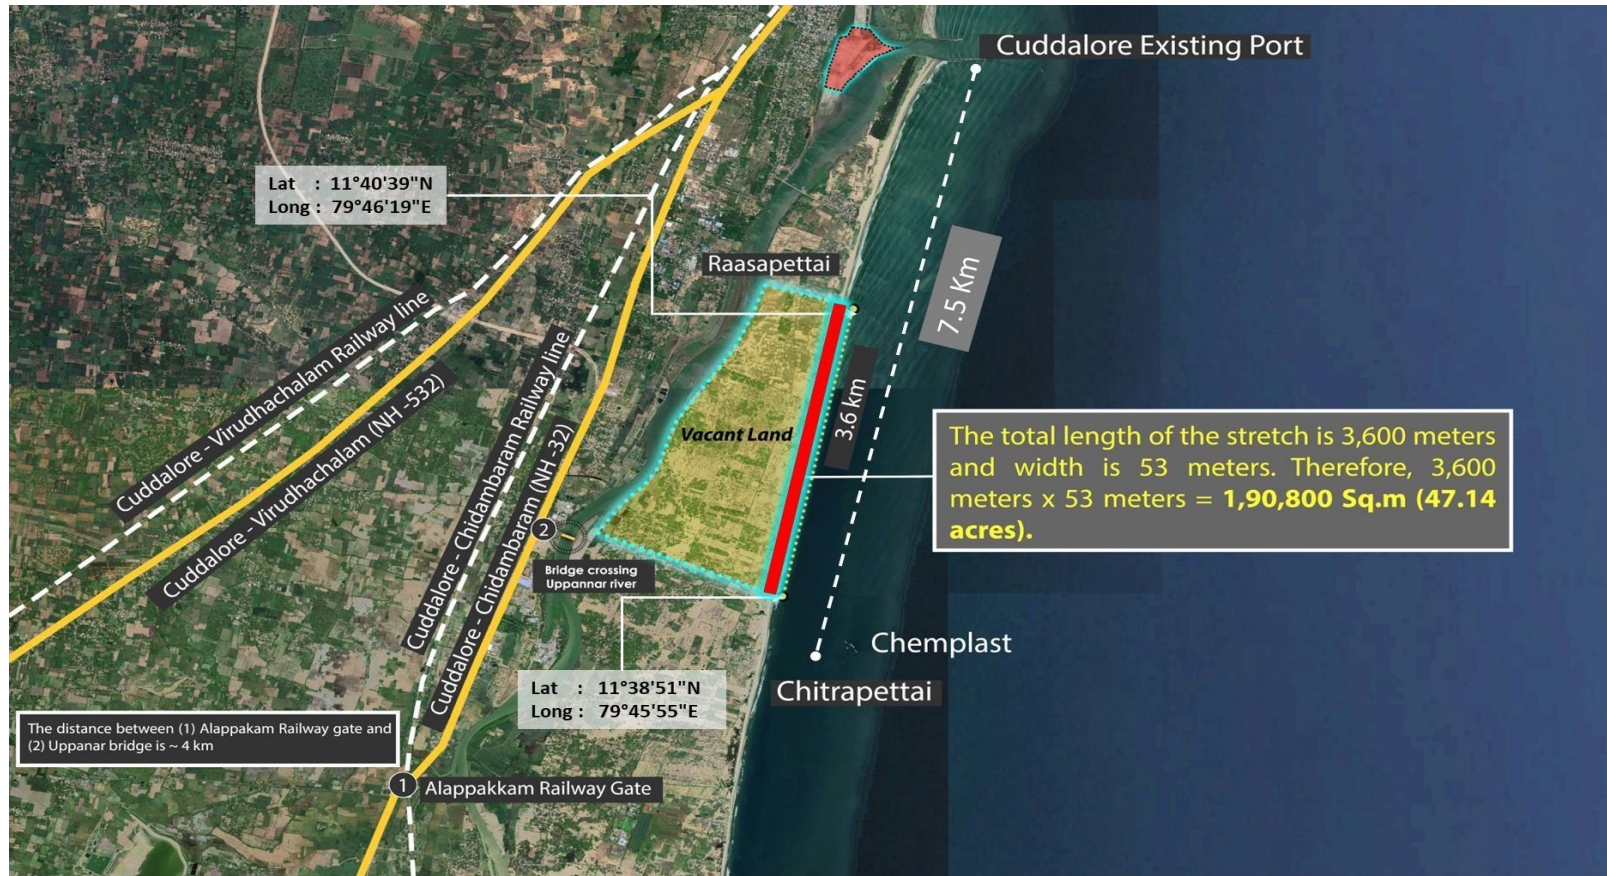 Cuddalore Existing Port
Lat : 11°40'39"N
Long : 79°46'19"E
Raasapettai
7.5 Km
Cuddalore - Virudhachalam Railway line
Cuddalore - Virudhachalam (NH -532)
Cuddalore - Chidambaram Railway line
Cuddalore - Chidambaram (NH -32)
Vacant Land
3.6 km
The total length of the stretch is 3,600 meters
and width is 53 meters. Therefore, 3,600
meters x 53 meters = 1,90,800 Sq.m (47.14
acres).
2
Bridge crossing
Uppannar river
Chemplast
Lat : 11°38'51"N
Long : 79°45'55"E
Chitrapettai
The distance between (1) Alappakam Railway gate and
(2) Uppanar bridge is ~ 4 km
1
Alappakkam Railway Gate